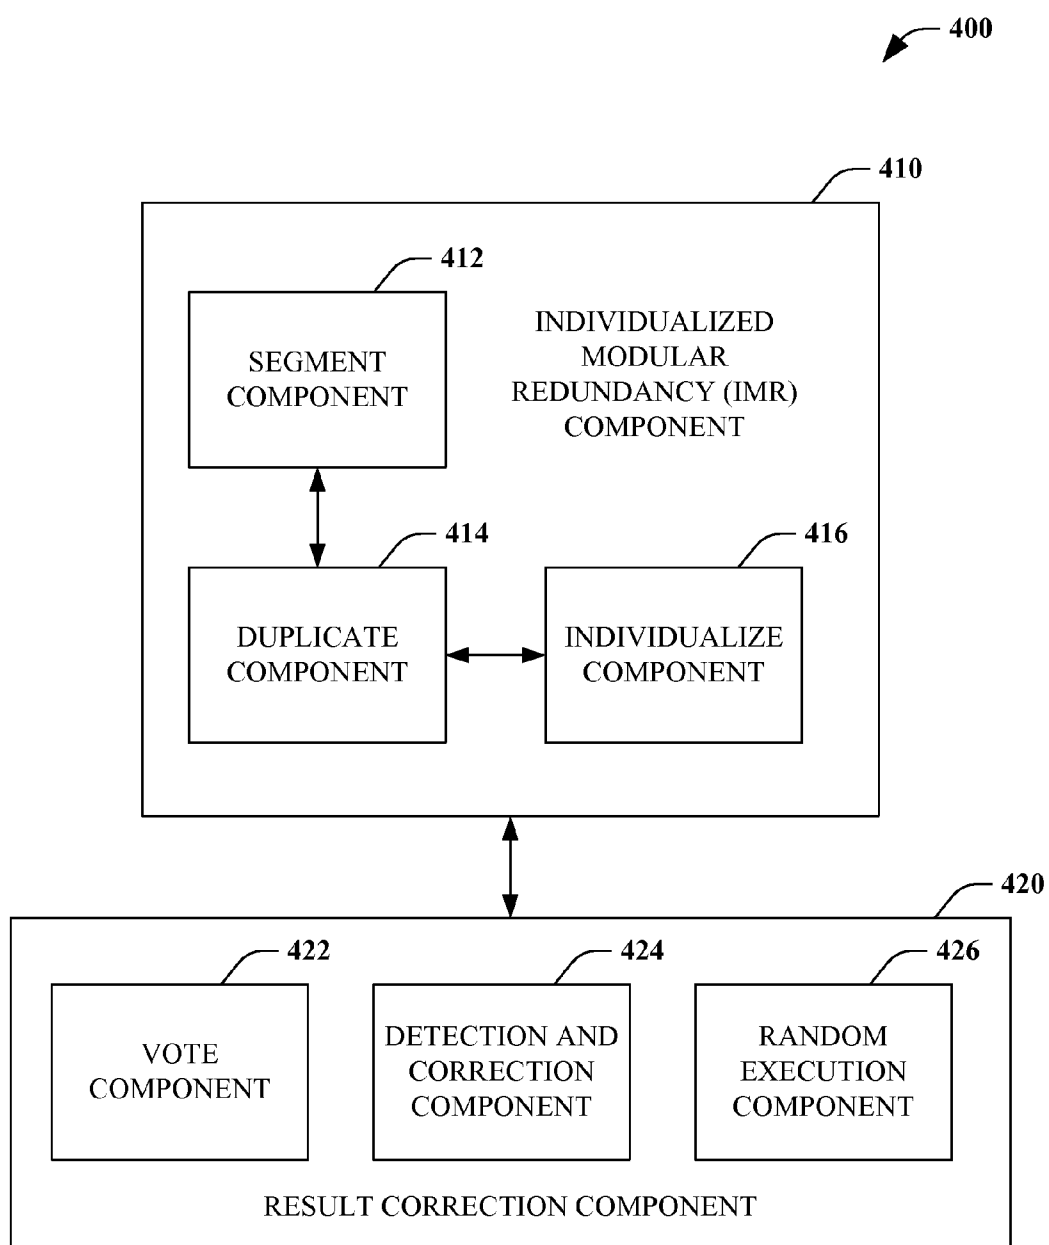 400
410
412
SEGMENT
COMPONENT
INDIVIDUALIZED
MODULAR
REDUNDANCY (IMR)
COMPONENT
414
416
DUPLICATE
COMPONENT
INDIVIDUALIZE
COMPONENT
420
422
424
426
VOTE
COMPONENT
DETECTION AND
CORRECTION
COMPONENT
RANDOM
EXECUTION
COMPONENT
RESULT CORRECTION COMPONENT